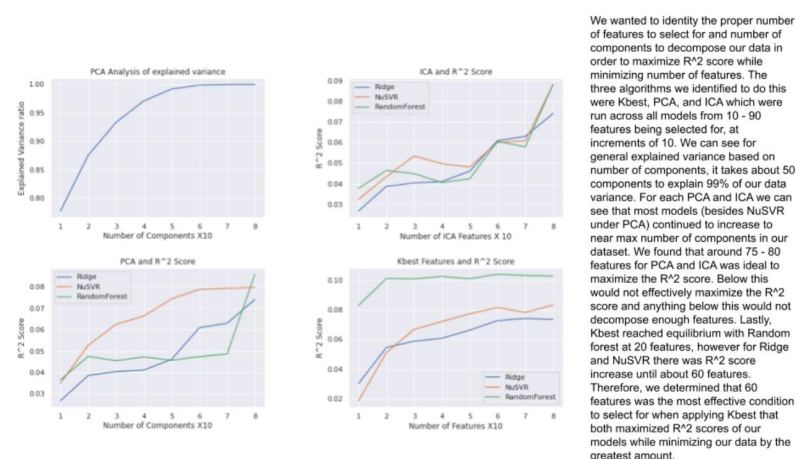 PCA Analysis of explained variance
Explained Variance ratio
1.00
0.95
0.90
0.85
0.80
1 2 3 4 5 6 7 8
Number of Components X10
ICA and R^2 Score
R^2 Score
0.09
0.08
0.07
0.06
0.05
0.04
0.03
Ridge
NuSVR
RandomForest
1 2 3 4 5 6 7 8
Number of ICA Features X 10
PCA and R^2 Score
R^2 Score
0.08
0.07
0.06
0.05
0.04
0.03
Ridge
NuSVR
RandomForest
1 2 3 4 5 6 7 8
Number of Components X10
Kbest Features and R^2 Score
R^2 Score
0.10
0.08
0.06
0.04
0.02
Ridge
NuSVR
RandomForest
1 2 3 4 5 6 7 8
Number of Features X10
We wanted to identity the proper number
of features to select for and number of
components to decompose our data in
order to maximize R^2 score while
minimizing number of features. The
three algorithms we identified to do this
were Kbest, PCA, and ICA which were
run across all models from 10 - 90
features being selected for, at
increments of 10. We can see for
general explained variance based on
number of components, it takes about 50
components to explain 99% of our data
variance. For each PCA and ICA we can
see that most models (besides NuSVR
under PCA) continued to increase to
near max number of components in our
dataset. We found that around 75 - 80
features for PCA and ICA was ideal to
maximize the R^2 score. Below this
would not effectively maximize the R^2
score and anything below this would not
decompose enough features. Lastly,
Kbest reached equilibrium with Random
forest at 20 features, however for Ridge
and NuSVR there was R^2 score
increase until about 60 features.
Therefore, we determined that 60
features was the most effective condition
to select for when applying Kbest that
both maximized R^2 scores of our
models while minimizing our data by the
greatest amount.